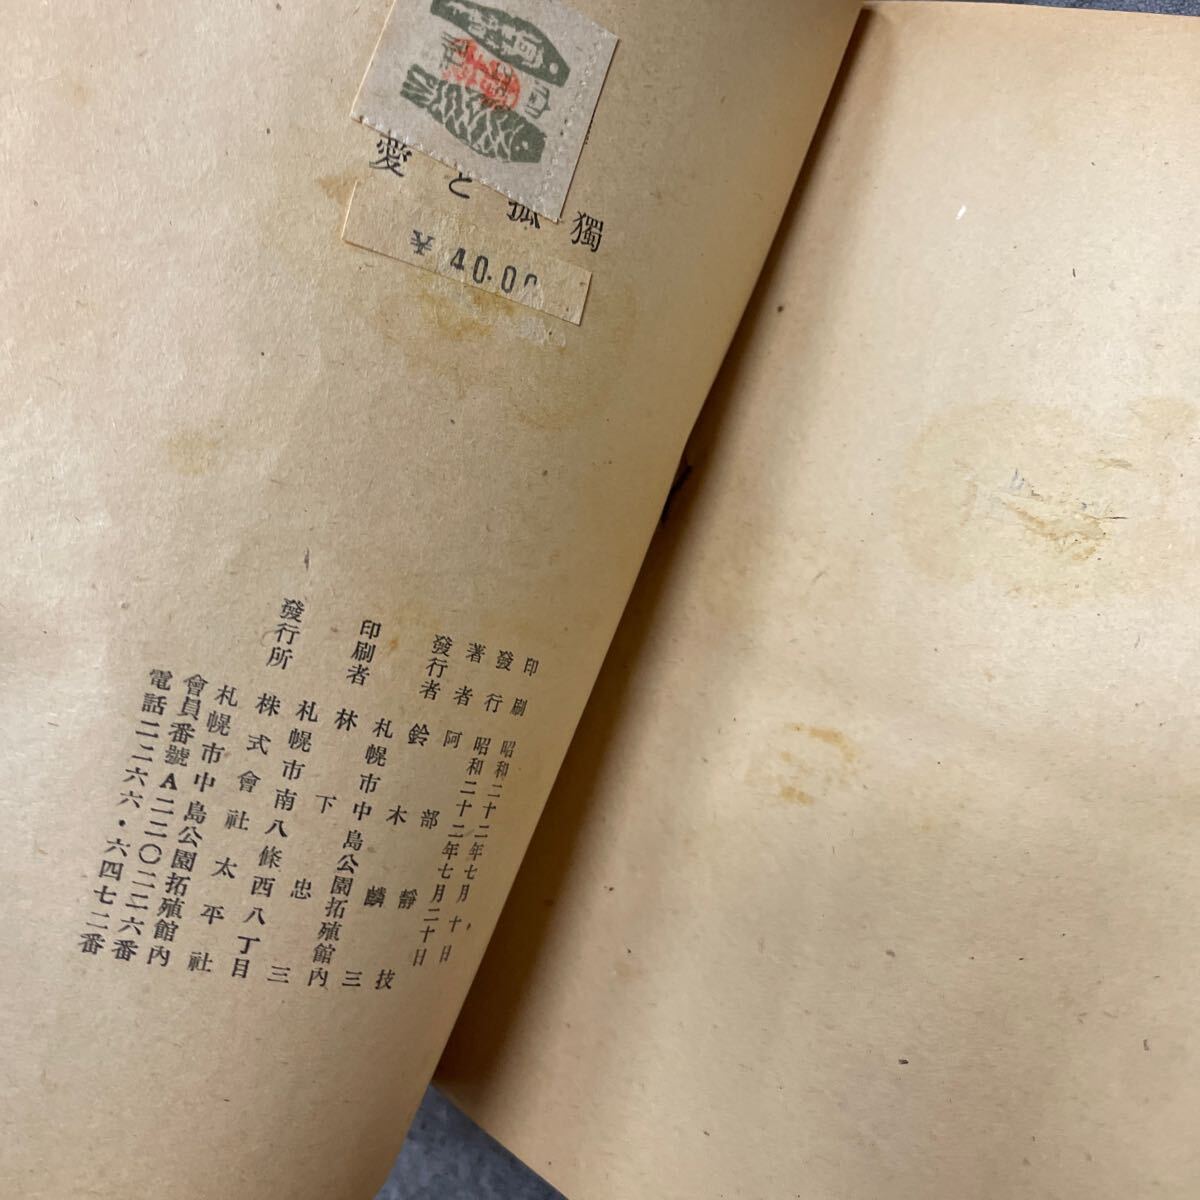 愛と孤獨
￥40.00
印刷 昭和二十二年七月 十 日
發行 昭和二十二年七月二十日
著者 阿部靜枝
發行者 鈴木麟三
札幌市中島公園拓殖館內
印刷者 林下忠三
札幌市南八條西八丁目
發行所 株式會社太平社
札幌市中島公園拓殖館內
會員番號A二二〇二二六番
電話二二六六・六四七二番